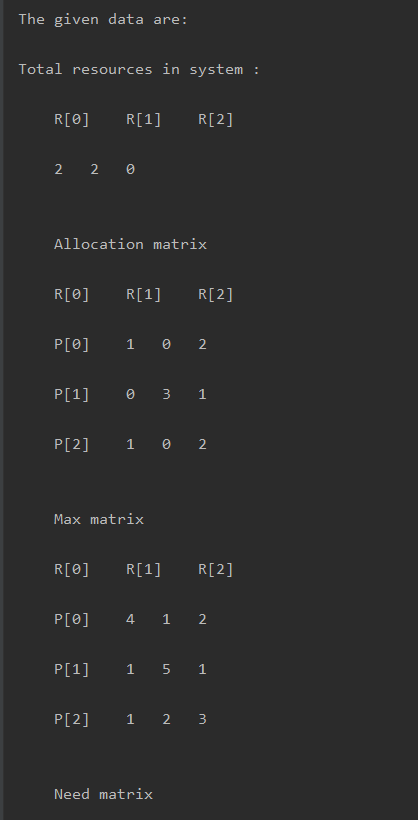 The given data are:
Total resources in system :
R[0] R[1] R[2]
2 2 0
Allocation matrix
R[0] R[1] R[2]
P[0] 1 0 2
P[1] 0 3 1
P[2] 1 0 2
Max matrix
R[0] R[1] R[2]
P[0] 4 1 2
P[1] 1 5 1
P[2] 1 2 3
Need matrix